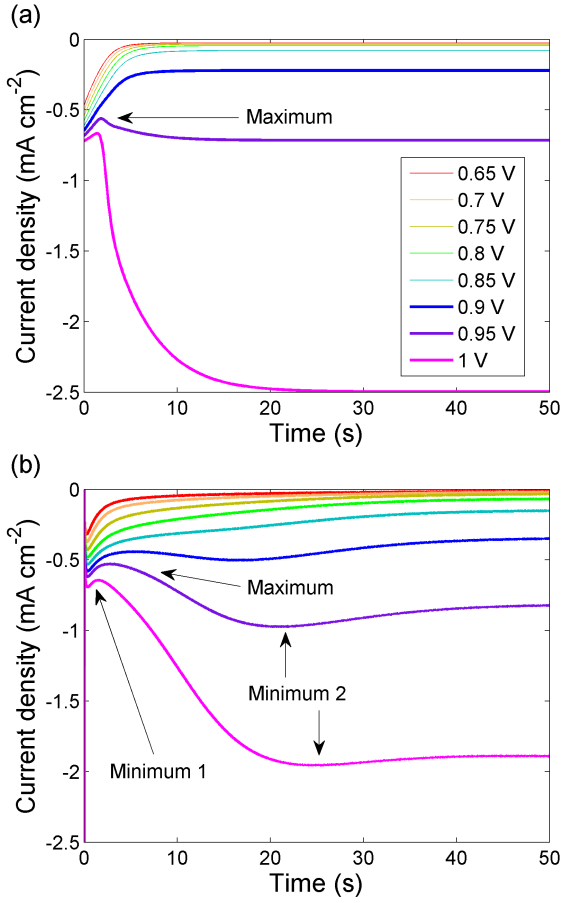 (a)
0
-0.5
-1
-1.5
-2
-2.5
Current density (mA cm-2)
Maximum
0.65 V
0.7 V
0.75 V
0.8 V
0.85 V
0.9 V
0.95 V
1 V
0 10 20 30 40 50
Time (s)
(b)
0
-0.5
-1
-1.5
-2
-2.5
Current density (mA cm-2)
Maximum
Minimum 2
Minimum 1
0 10 20 30 40 50
Time (s)